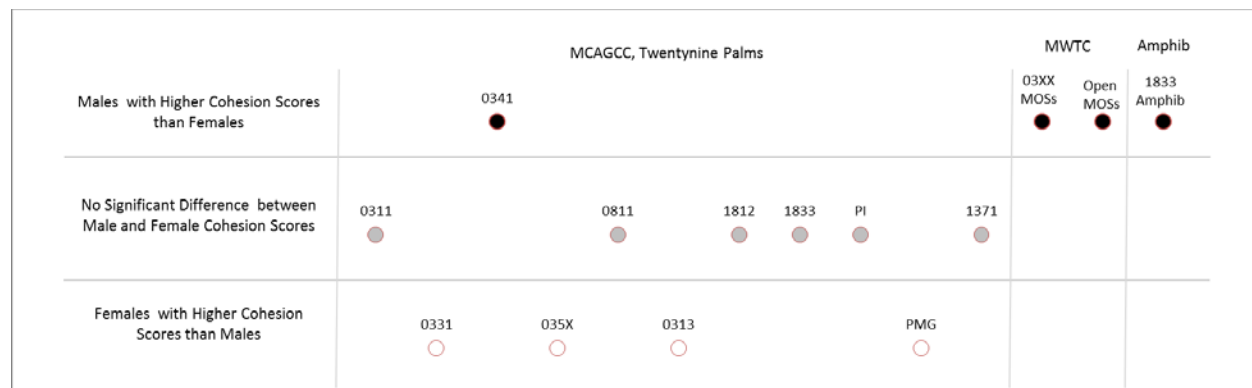 MCAGCC, Twentynine Palms
MWTC
Amphib
Males with Higher Cohesion Scores
than Females
0341
03XX
MOSs
Open
MOSs
1833
Amphib
No Significant Difference between
Male and Female Cohesion Scores
0311
0811
1812
1833
PI
1371
Females with Higher Cohesion
Scores than Males
0331
035X
0313
PMG